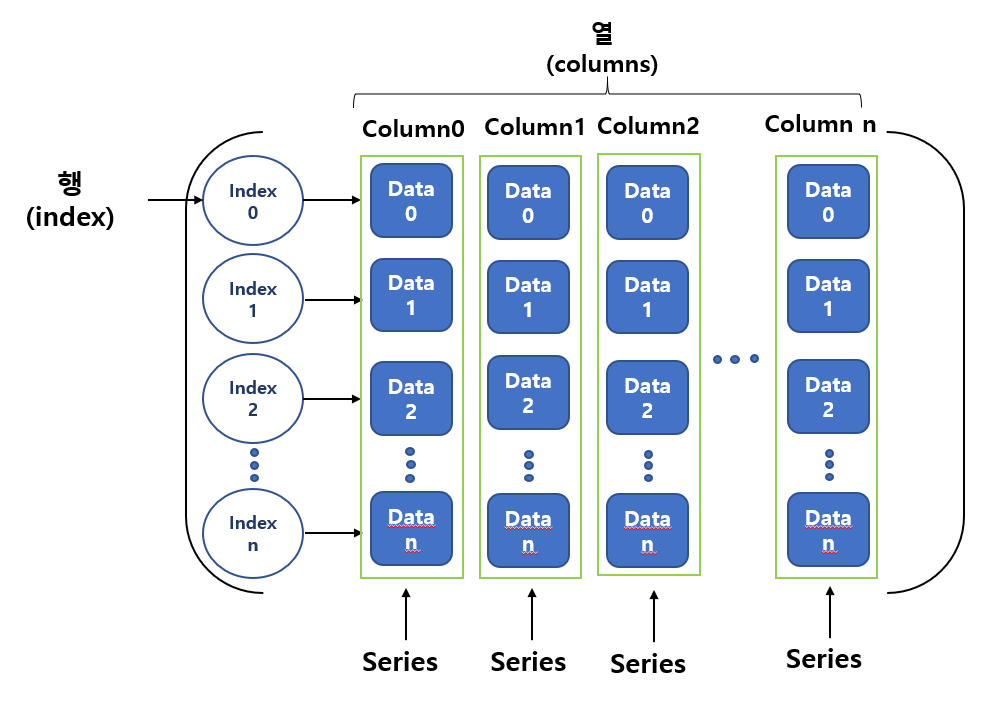 열
(columns)
Column0 Column1 Column2 Column n
행
(index)
Index
0
Data
0
Data
0
Data
0
Data
0
Index
1
Data
1
Data
1
Data
1
Data
1
Index
2
Data
2
Data
2
Data
2
Data
2
Index
n
Data
n
Data
n
Data
n
Data
n
Series Series Series Series